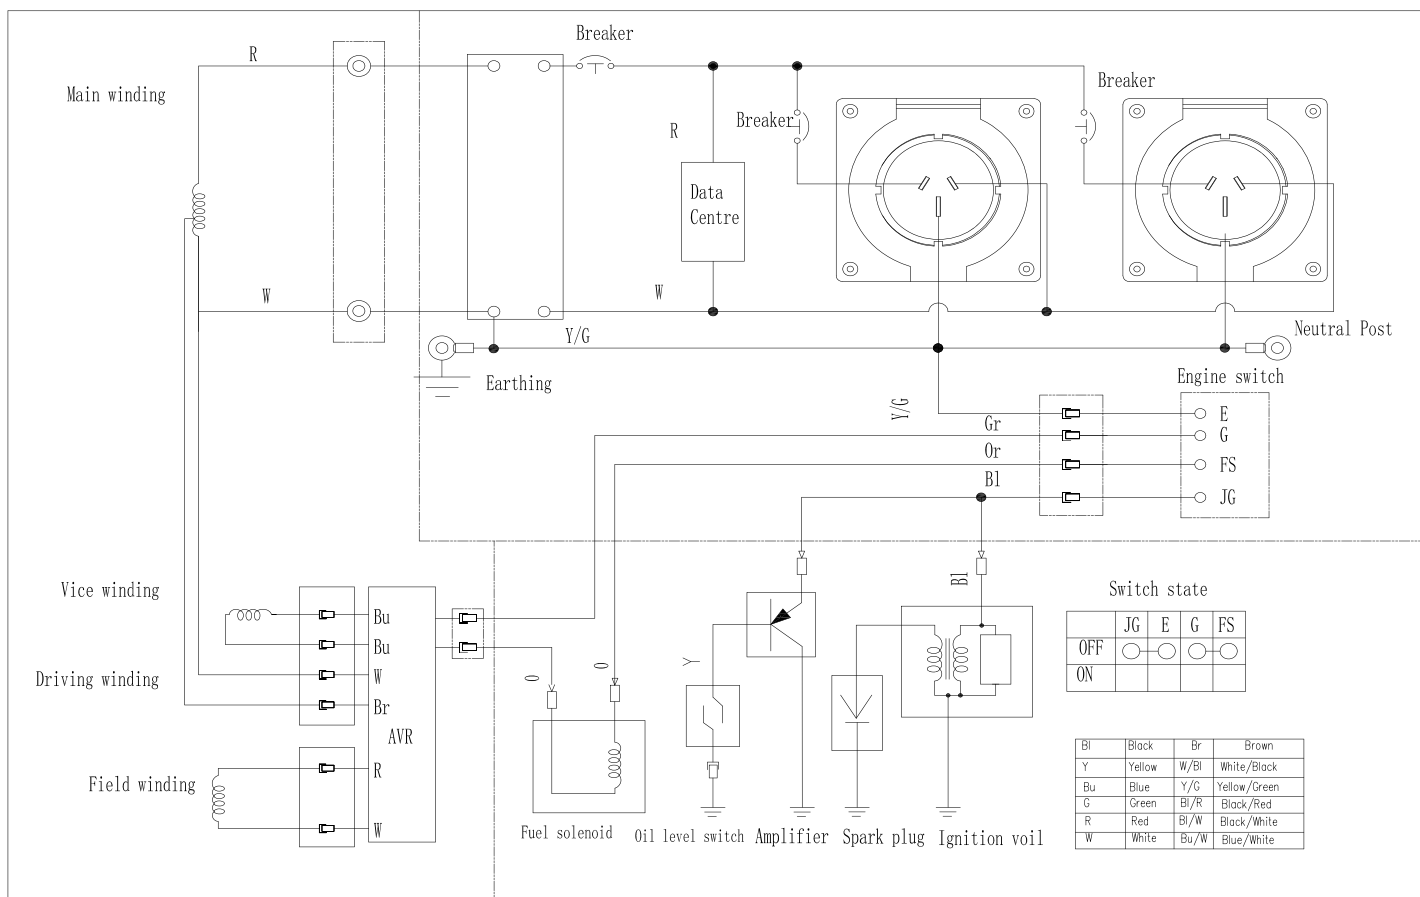 Breaker
R
Main winding
Breaker
Breaker
R
Data
Centre
W
W
Y/G
Neutral Post
Earthing
Engine switch
Y/G
E
Gr
G
Or
FS
Bl
JG
Vice winding
Bu
Bu
Driving winding
W
Br
AVR
Field winding
R
W
O
O
Y
Bl
Fuel solenoid
Oil level switch
Amplifier
Spark plug
Ignition voil
Switch state
JG E G FS
OFF
ON
Bl Black Br Brown
Y Yellow W/Bl White/Black
Bu Blue Y/G Yellow/Green
G Green Bl/R Black/Red
R Red Bl/W Black/White
W White Bu/W Blue/White